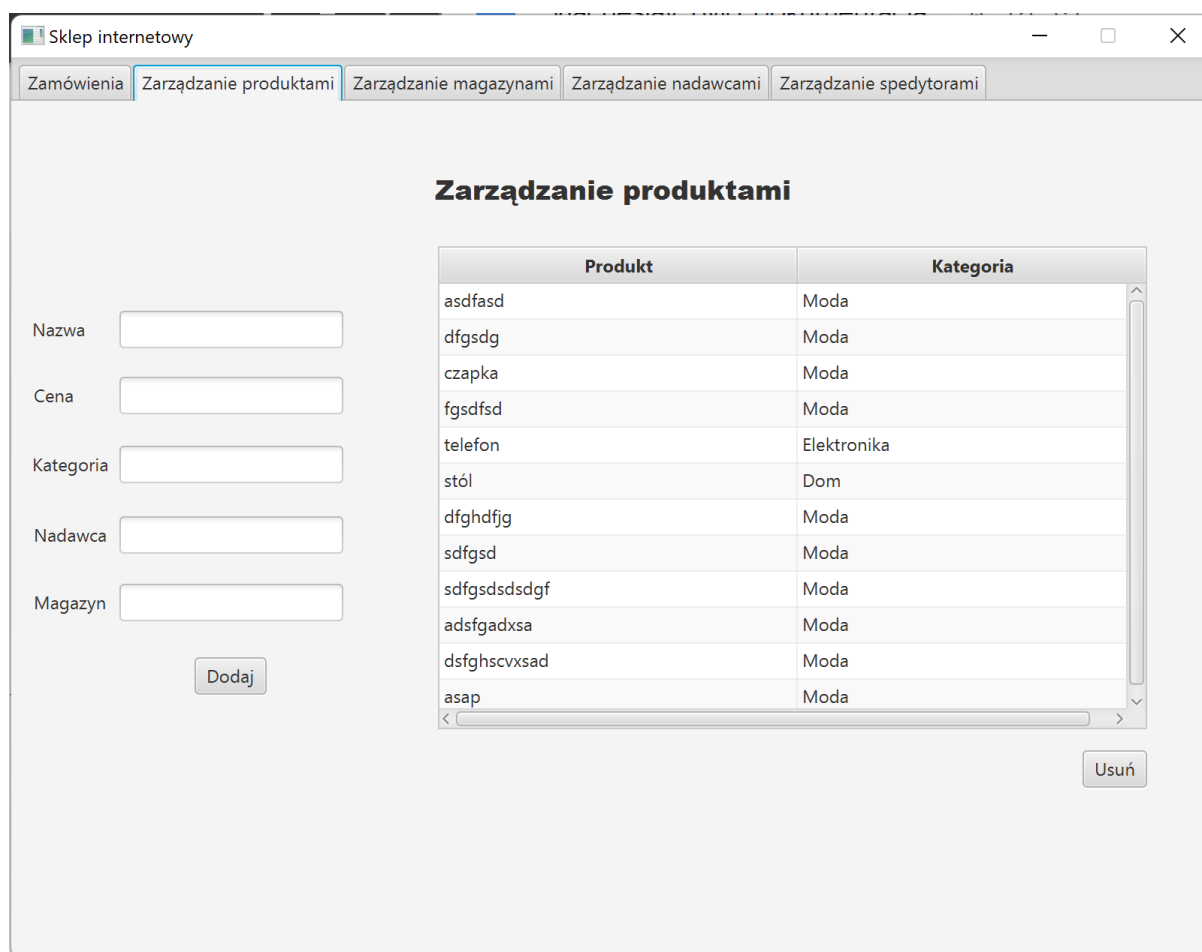 Sklep internetowy
Zamówienia Zarządzanie produktami Zarządzanie magazynami Zarządzanie nadawcami Zarządzanie spedytorami
Zarządzanie produktami
Nazwa
Cena
Kategoria
Nadawca
Magazyn
Dodaj
Produkt Kategoria
asdfasd Moda
dfgsdg Moda
czapka Moda
fgsdfsd Moda
telefon Elektronika
stól Dom
dfghdfjg Moda
sdfgsd Moda
sdfgsdsdsdgf Moda
adsfgadxsa Moda
dsfghscvxsad Moda
asap Moda
Usuń